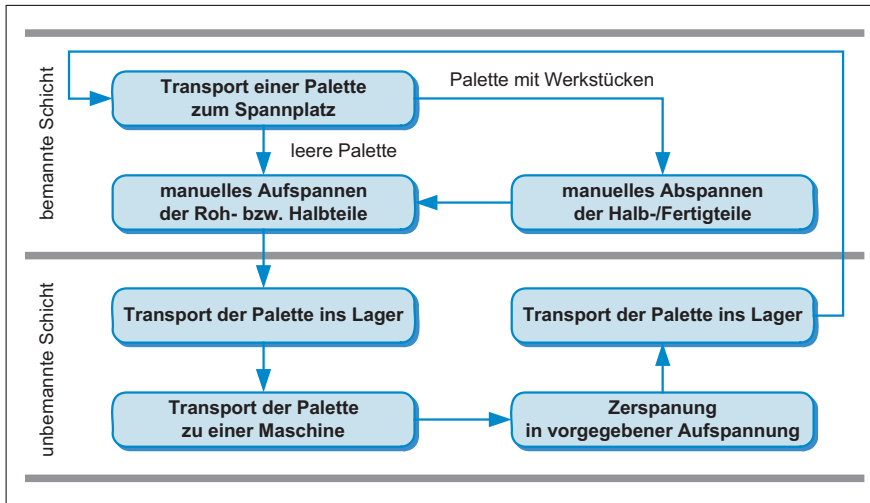 bemannte Schicht
Transport einer Palette
zum Spannplatz
Palette mit Werkstücken
leere Palette
manuelles Aufspannen
der Roh- bzw. Halbteile
manuelles Abspannen
der Halb-/Fertigteile
unbemannte Schicht
Transport der Palette ins Lager
Transport der Palette ins Lager
Transport der Palette
zu einer Maschine
Zerspanung
in vorgegebener Aufspannung